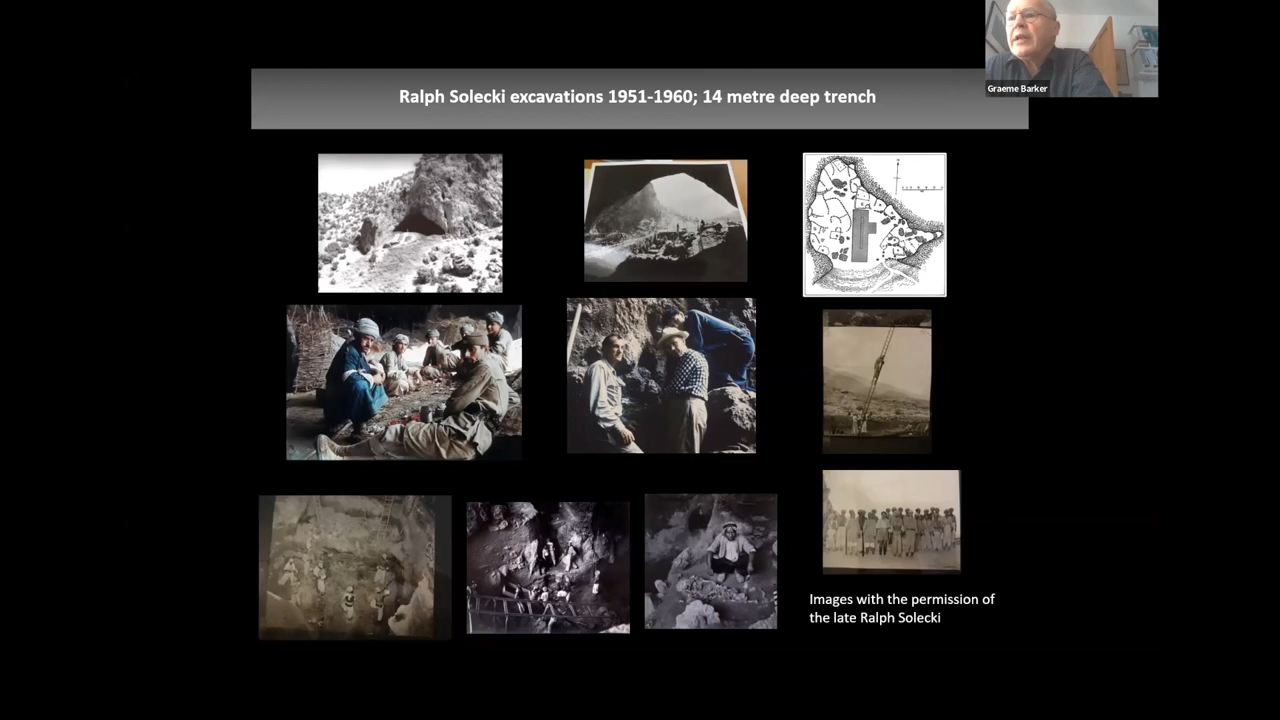 Graeme Barker
Ralph Solecki excavations 1951-1960; 14 metre deep trench
Images with the permission of
the late Ralph Solecki